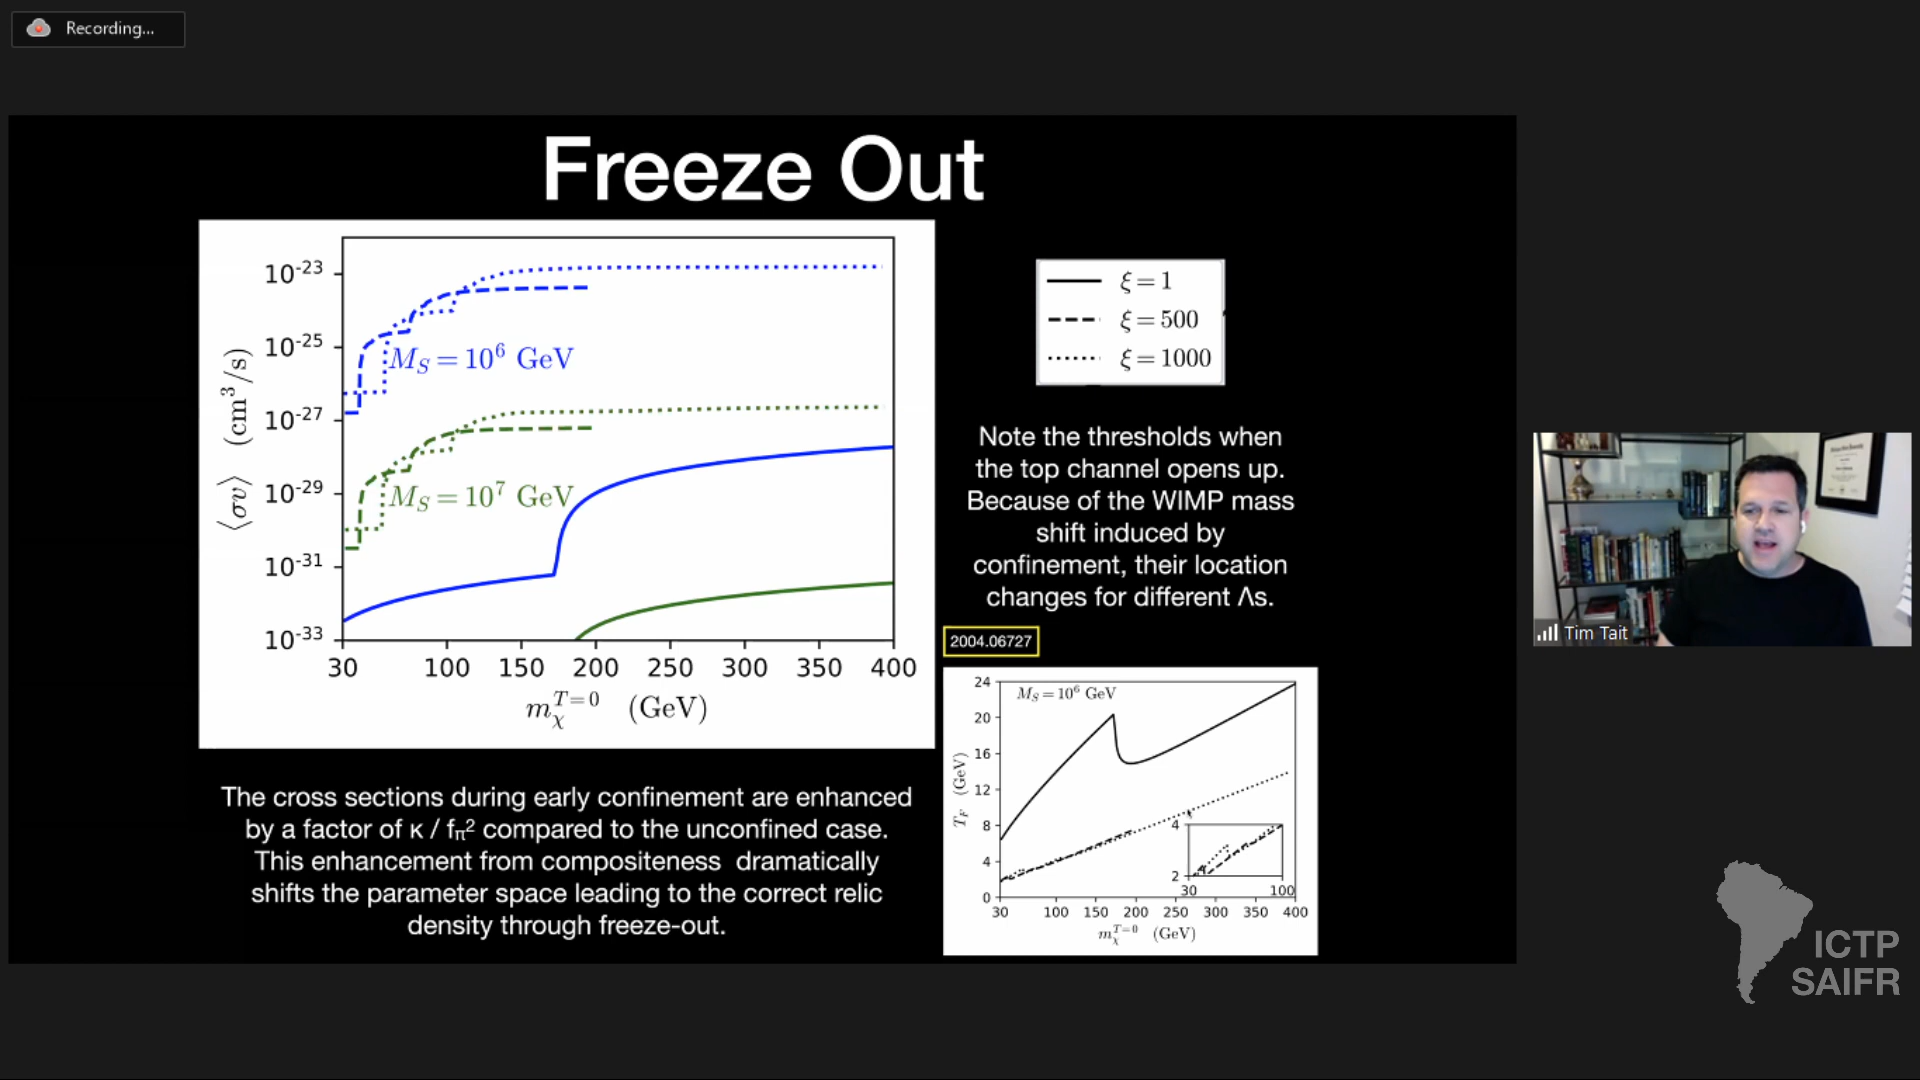 Recording...
Freeze Out
10^-23
10^-25
10^-27
10^-29
10^-31
10^-33
⟨σv⟩ (cm³/s)
M_S = 10⁶ GeV
M_S = 10⁷ GeV
30 100 150 200 250 300 350 400
m_χ^{T=0} (GeV)
ξ = 1
ξ = 500
ξ = 1000
Note the thresholds when
the top channel opens up.
Because of the WIMP mass
shift induced by
confinement, their location
changes for different Λs.
2004.06727
The cross sections during early confinement are enhanced
by a factor of κ / fπ² compared to the unconfined case.
This enhancement from compositeness dramatically
shifts the parameter space leading to the correct relic
density through freeze-out.
M_S = 10⁶ GeV
24
20
16
12
8
4
0
T_F (GeV)
4
2
30 100
30 100 150 200 250 300 350 400
m_χ^{T=0} (GeV)
Tim Tait
ICTP
SAIFR